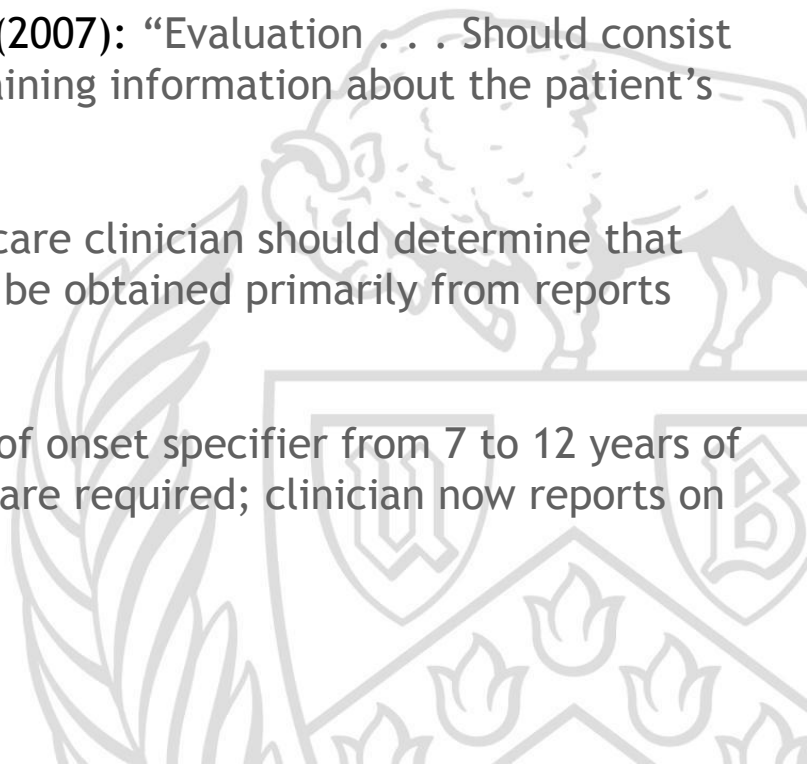 (2007): “Evaluation . . . Should consist
aining information about the patient’s
care clinician should determine that
be obtained primarily from reports
of onset specifier from 7 to 12 years of
are required; clinician now reports on
U B